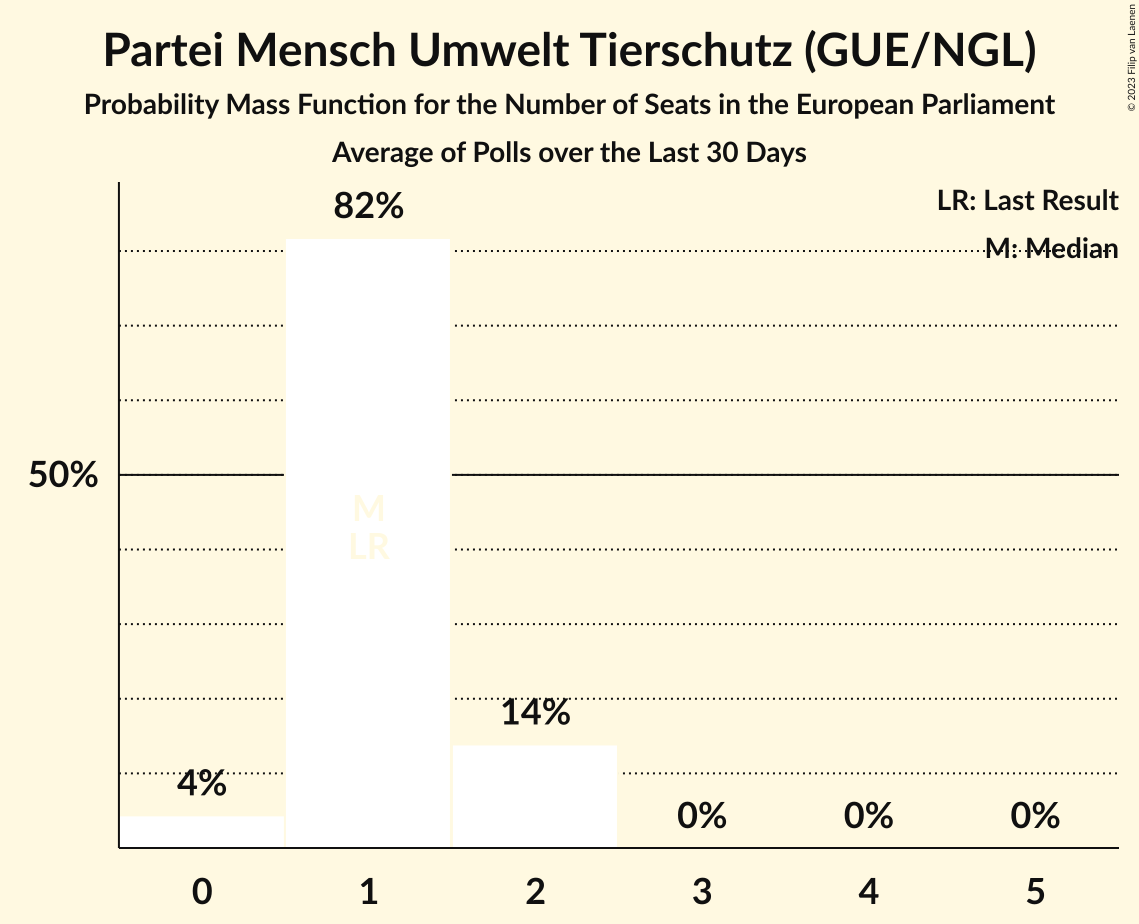 Partei Mensch Umwelt Tierschutz (GUE/NGL)
Probability Mass Function for the Number of Seats in the European Parliament
Average of Polls over the Last 30 Days
© 2023 Filip van Laenen
LR: Last Result
M: Median
82%
50%
M
LR
14%
4%
0%
0%
0%
0
1
2
3
4
5